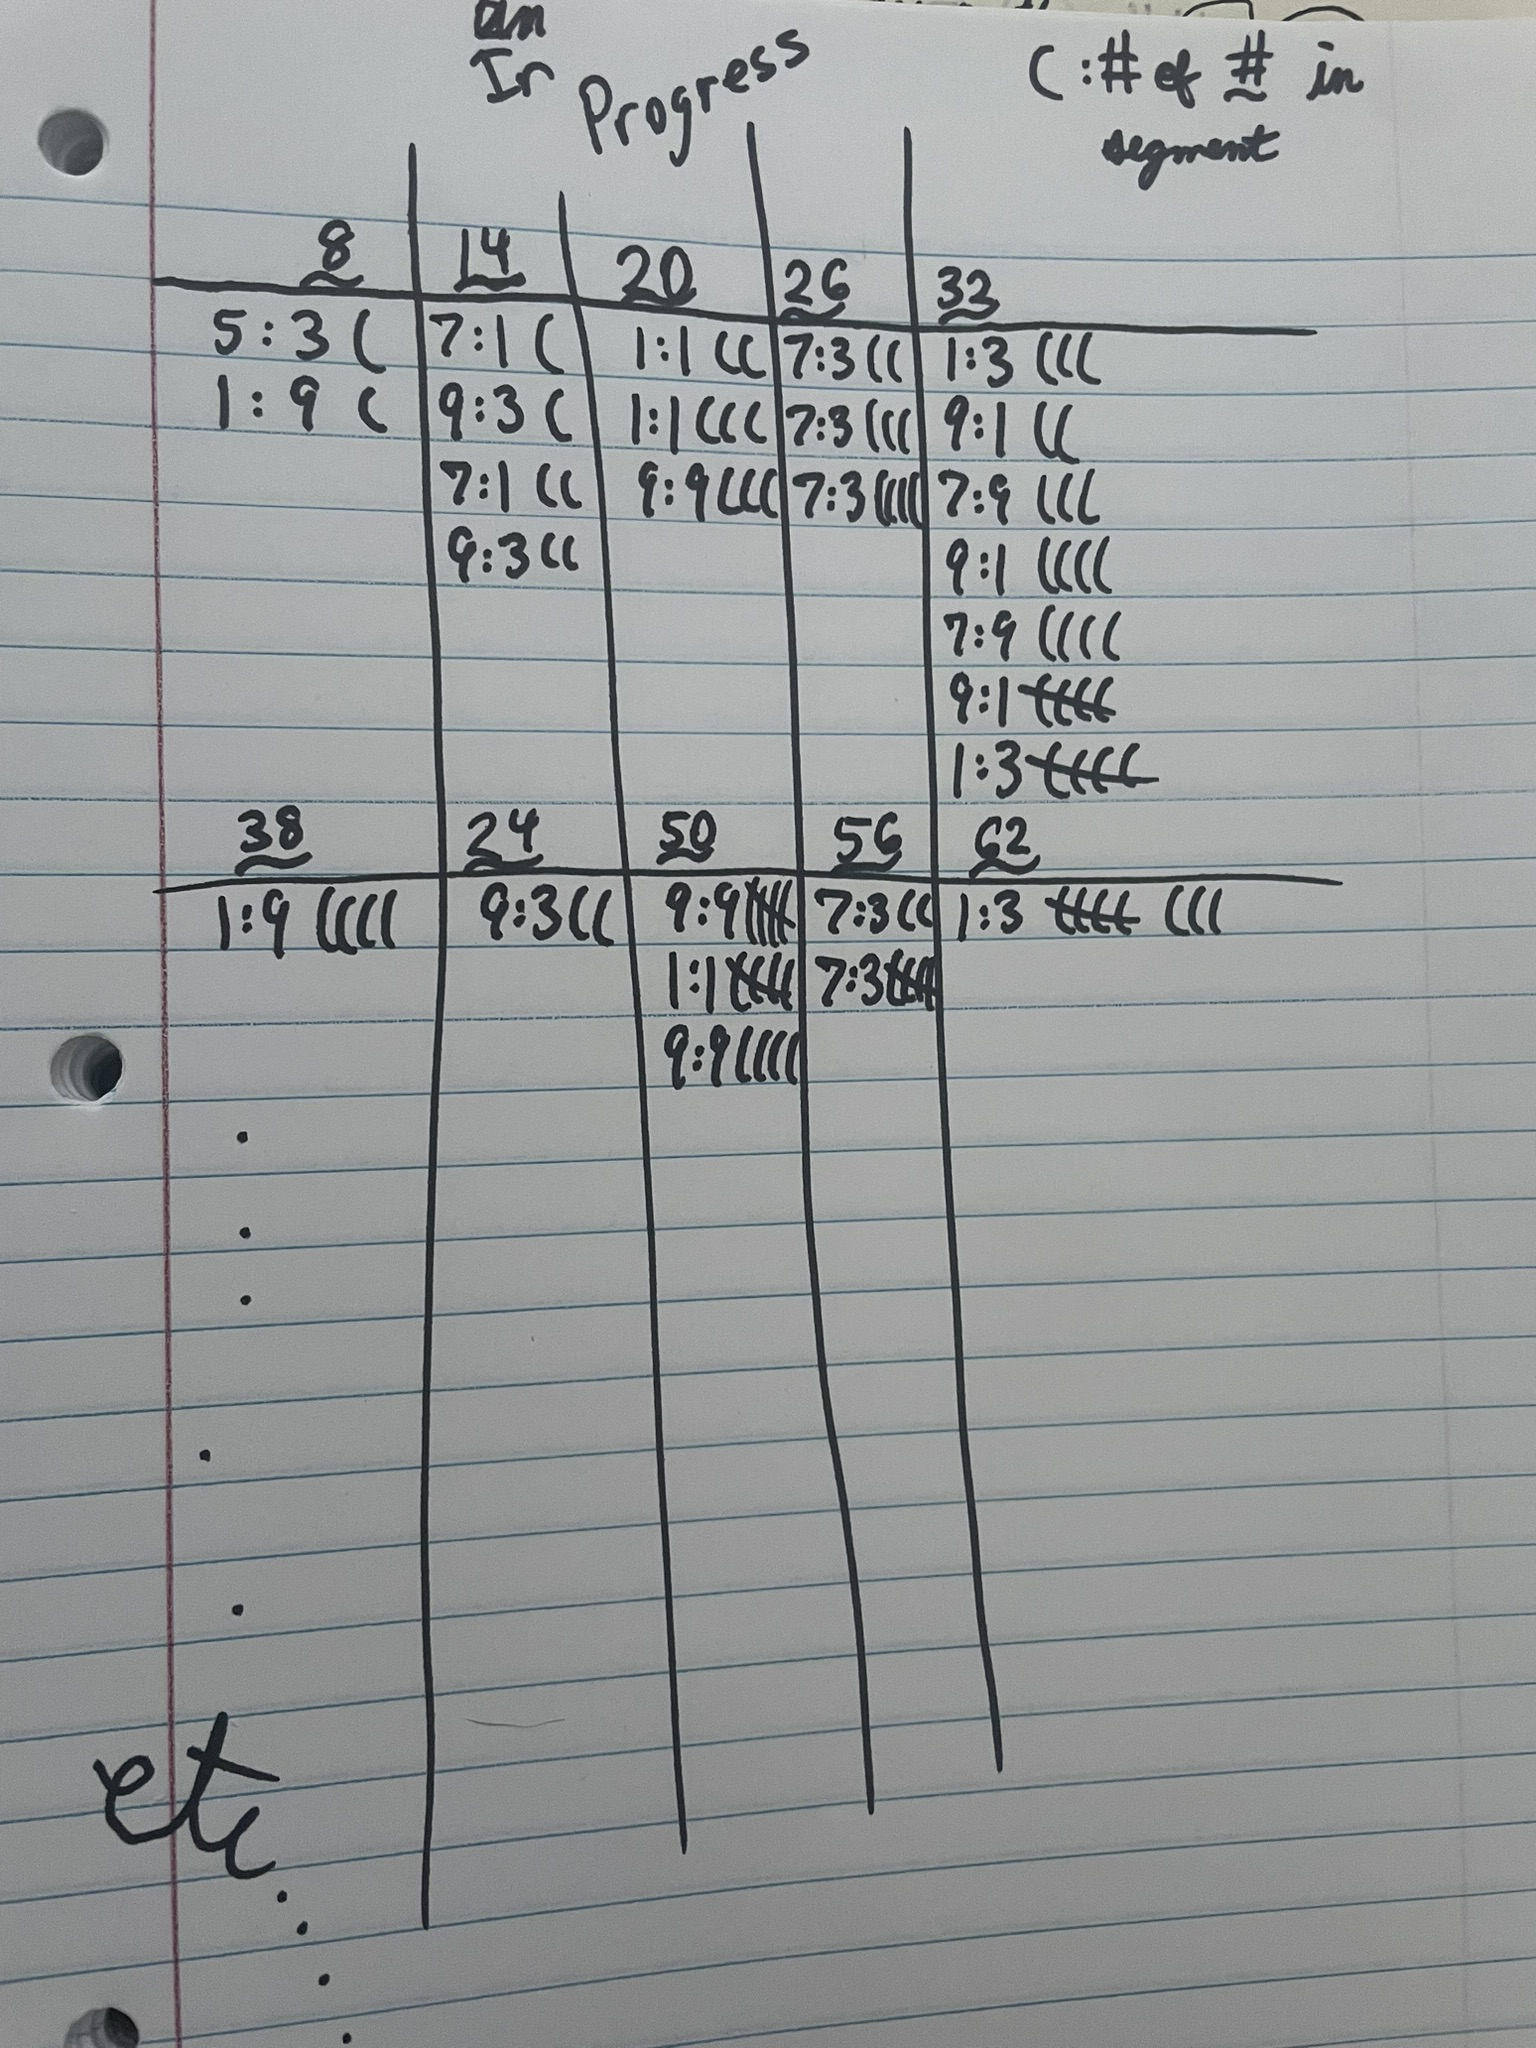 In Progress
( : # of # in
segment
8 14 20 26 32
5:3 ( 7:1 ( 1:1 (( 7:3 (( 1:3 (((
1:9 ( 9:3 ( 1:1 ((( 7:3 ((( 9:1 ((
7:1 (( 9:9 ((( 7:3 (((( 7:9 (((
9:3 (( 9:1 ((((
7:9 ((((
9:1 ((((
1:3 ((((
38 24 50 56 62
1:9 (((( 9:3 (( 9:9 (((( 7:3 (( 1:3 (((( (((
1:1 (((( 7:3 ((((
9:9 ((((
etc